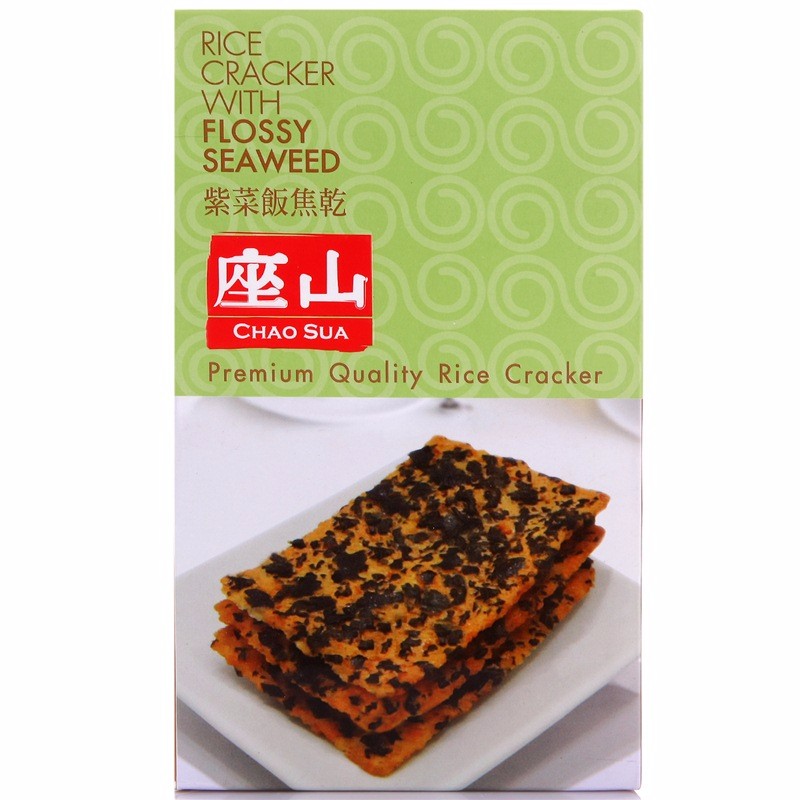 RICE
CRACKER
WITH
FLOSSY
SEAWEED
紫菜飯焦乾
座山
CHAO SUA
Premium Quality Rice Cracker